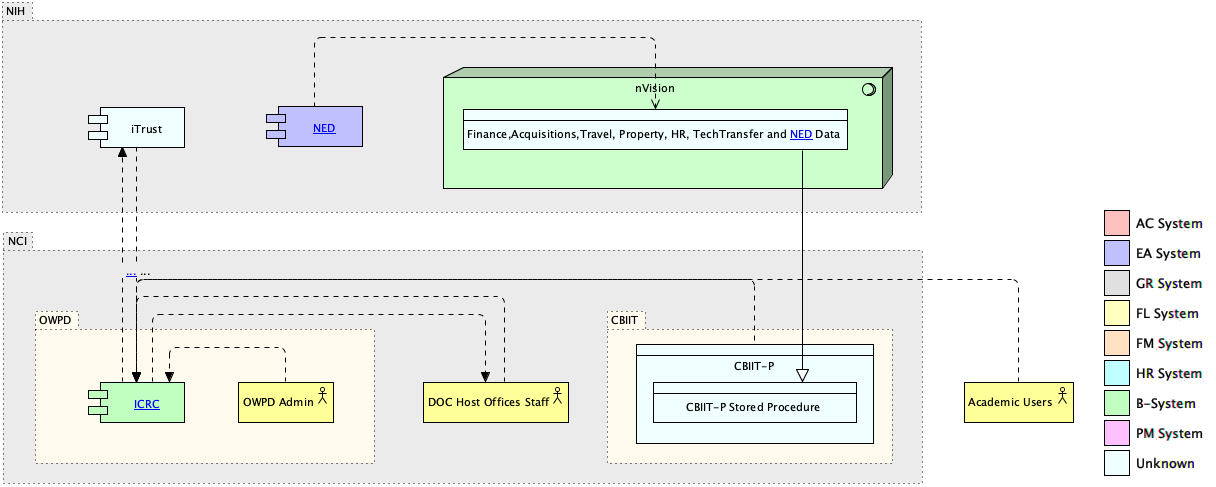 NIH
nVision
iTrust
NED
Finance,Acquisitions,Travel, Property, HR, TechTransfer and NED Data
NCI
... ...
OWPD
CBIIT
CBIIT-P
ICRC
OWPD Admin
DOC Host Offices Staff
CBIIT-P Stored Procedure
Academic Users
AC System
EA System
GR System
FL System
FM System
HR System
B-System
PM System
Unknown